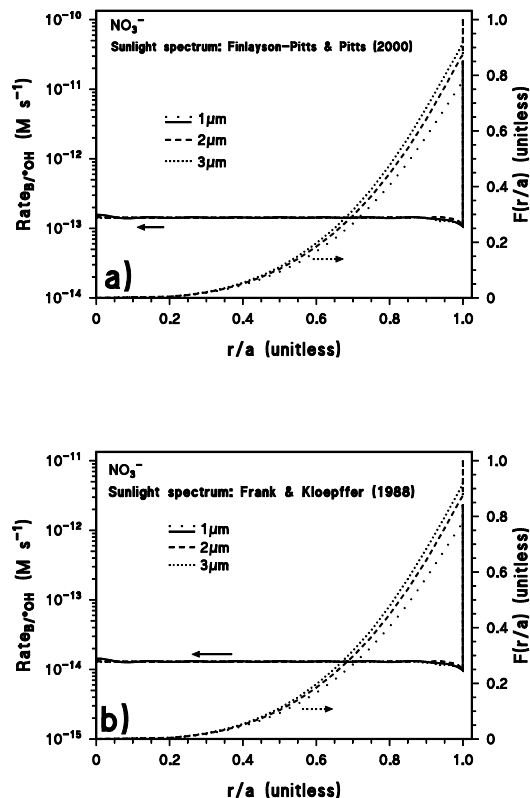 NO₃⁻
Sunlight spectrum: Finlayson-Pitts & Pitts (2000)
1μm
2μm
3μm
10⁻¹⁰
10⁻¹¹
10⁻¹²
10⁻¹³
10⁻¹⁴
Rate_B/•OH (M s⁻¹)
1.0
0.8
0.6
0.4
0.2
0
F(r/a) (unitless)
a)
0 0.2 0.4 0.6 0.8 1.0
r/a (unitless)
NO₃⁻
Sunlight spectrum: Frank & Kloepffer (1988)
1μm
2μm
3μm
10⁻¹¹
10⁻¹²
10⁻¹³
10⁻¹⁴
10⁻¹⁵
Rate_B/•OH (M s⁻¹)
1.0
0.8
0.6
0.4
0.2
0
F(r/a) (unitless)
b)
0 0.2 0.4 0.6 0.8 1.0
r/a (unitless)